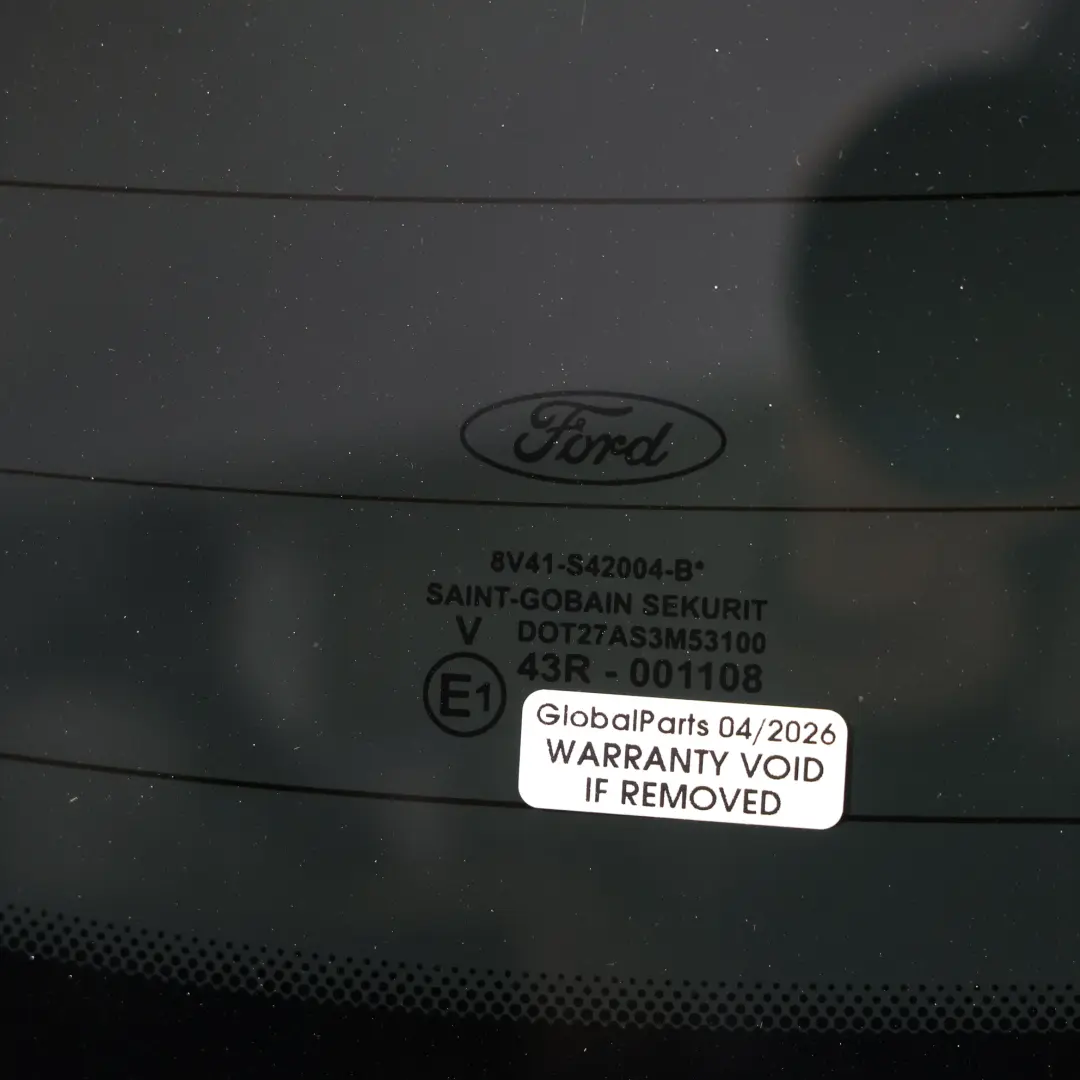 Ford
8V41-S42004-B*
SAINT-GOBAIN SEKURIT
V DOT27AS3M53100
E1 43R - 001108
GlobalParts 04/2026
WARRANTY VOID
IF REMOVED